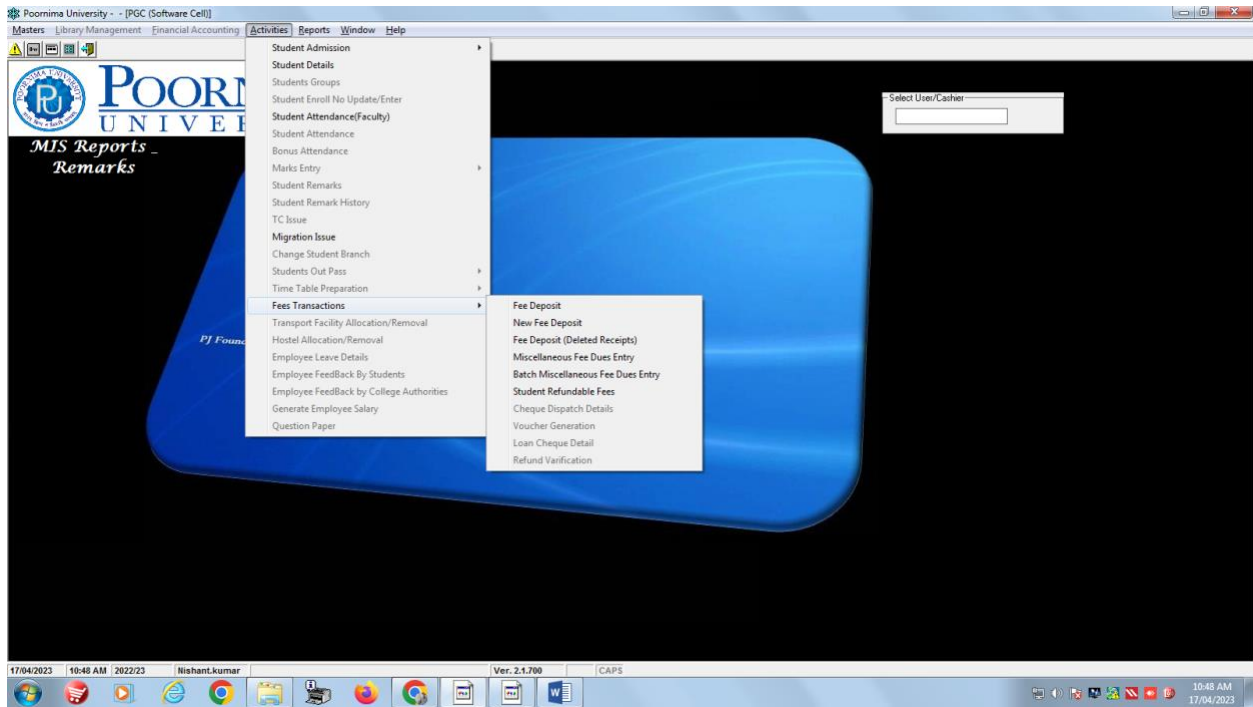 Poornima University - - [PGC (Software Cell)]
Masters Library Management Financial Accounting Activities Reports Window Help
POORN
UNIVER
MIS Reports _
Remarks
PJ Found
Student Admission
Student Details
Students Groups
Student Enroll No Update/Enter
Student Attendance(Faculty)
Student Attendance
Bonus Attendance
Marks Entry
Student Remarks
Student Remark History
TC Issue
Migration Issue
Change Student Branch
Students Out Pass
Time Table Preparation
Fees Transactions
Transport Facility Allocation/Removal
Hostel Allocation/Removal
Employee Leave Details
Employee FeedBack By Students
Employee FeedBack by College Authorities
Generate Employee Salary
Question Paper
Fee Deposit
New Fee Deposit
Fee Deposit (Deleted Receipts)
Miscellaneous Fee Dues Entry
Batch Miscellaneous Fee Dues Entry
Student Refundable Fees
Cheque Dispatch Details
Voucher Generation
Loan Cheque Detail
Refund Varification
Select User/Cashier
17/04/2023 10:48 AM 2022/23 Nishant.kumar Ver. 2.1.700 CAPS
10:48 AM
17/04/2023